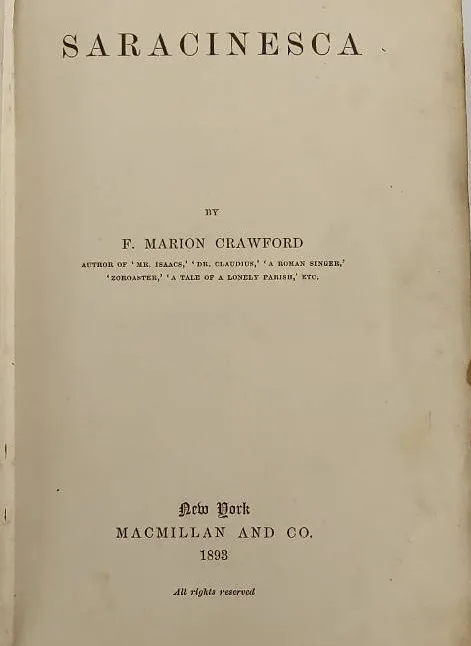 SARACINESCA
BY
F. MARION CRAWFORD
AUTHOR OF ‘MR. ISAACS,’ ‘DR. CLAUDIUS,’ ‘A ROMAN SINGER,’
‘ZOROASTER,’ ‘A TALE OF A LONELY PARISH,’ ETC.
New York
MACMILLAN AND CO.
1893
All rights reserved